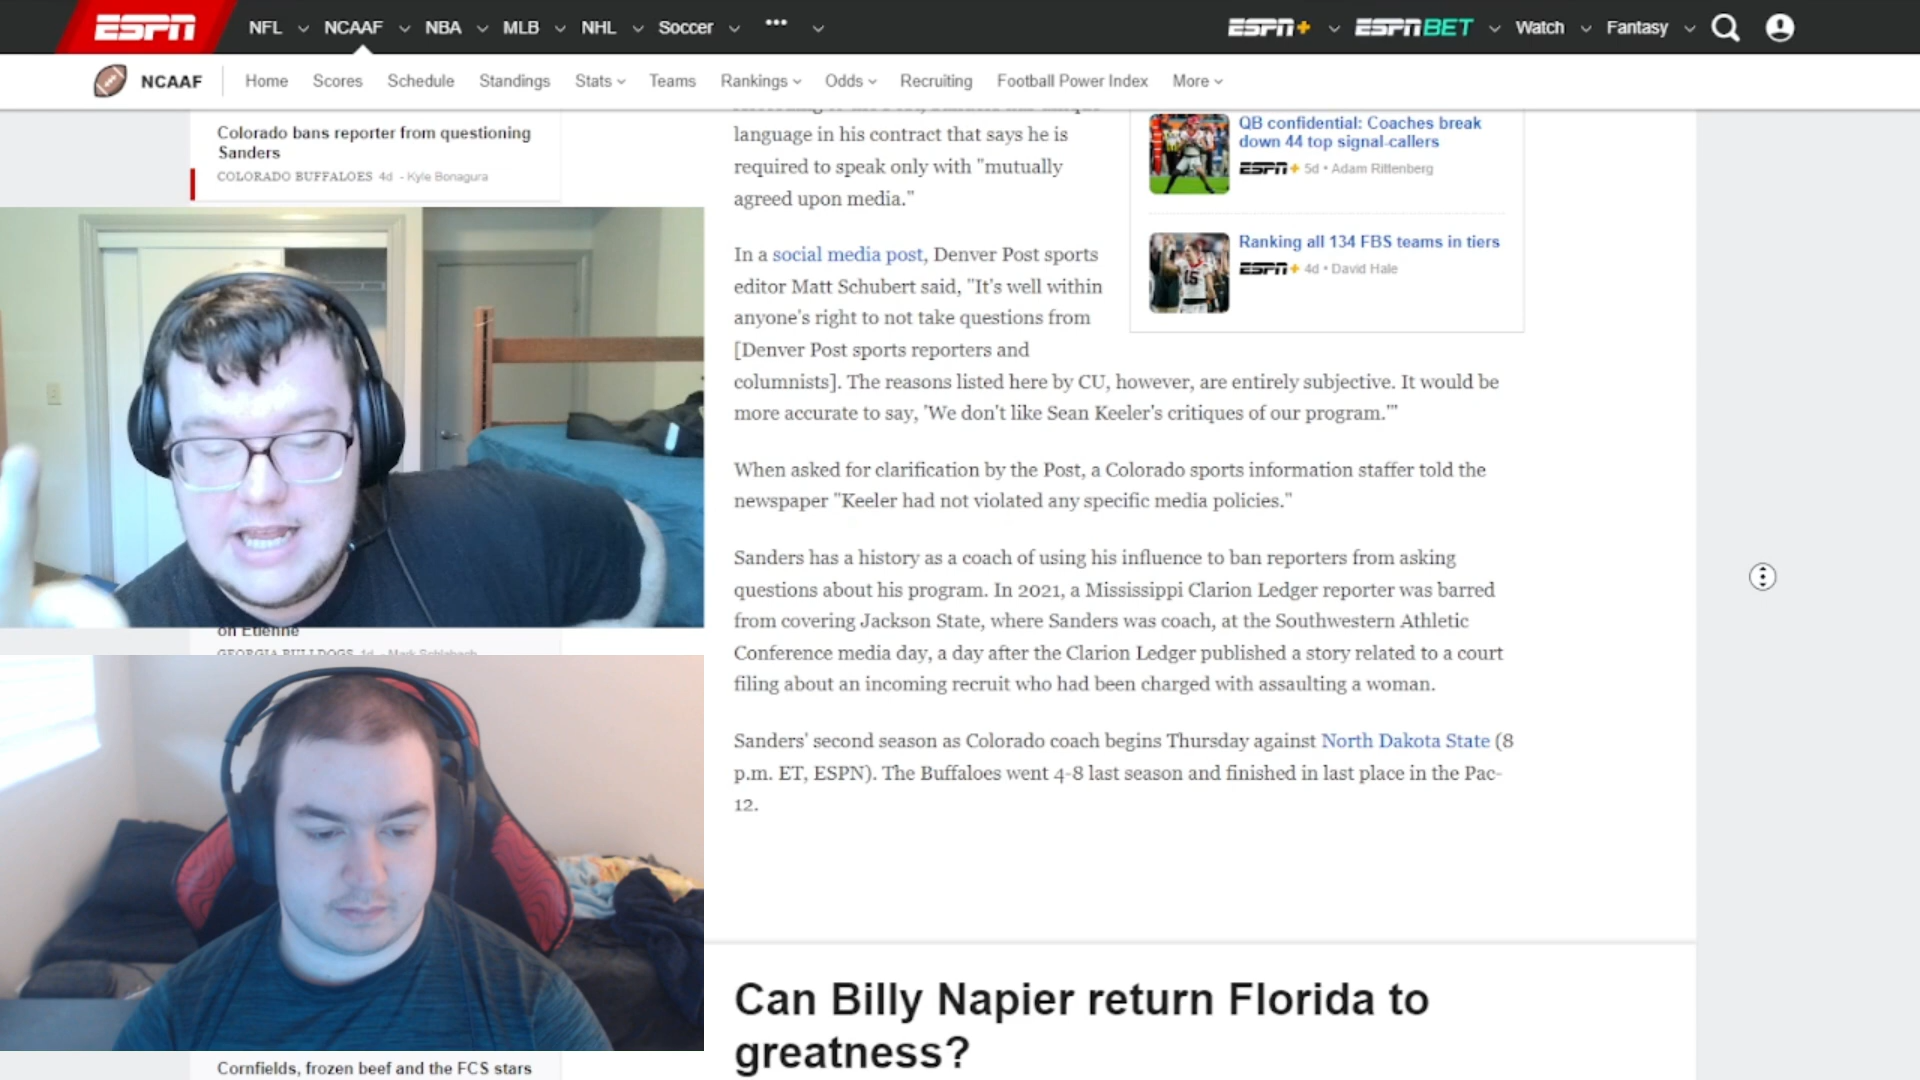 ESPN NFL NCAAF NBA MLB NHL Soccer ••• ESPN+ ESPN BET Watch Fantasy
NCAAF Home Scores Schedule Standings Stats Teams Rankings Odds Recruiting Football Power Index More
Colorado bans reporter from questioning
Sanders
COLORADO BUFFALOES 4d - Kyle Bonagura
on Etienne
GEORGIA BULLDOGS 1d - Mark Schlabach
Cornfields, frozen beef and the FCS stars
language in his contract that says he is
required to speak only with "mutually
agreed upon media."
In a social media post, Denver Post sports
editor Matt Schubert said, "It's well within
anyone's right to not take questions from
[Denver Post sports reporters and
columnists]. The reasons listed here by CU, however, are entirely subjective. It would be
more accurate to say, 'We don't like Sean Keeler's critiques of our program.'"
When asked for clarification by the Post, a Colorado sports information staffer told the
newspaper "Keeler had not violated any specific media policies."
Sanders has a history as a coach of using his influence to ban reporters from asking
questions about his program. In 2021, a Mississippi Clarion Ledger reporter was barred
from covering Jackson State, where Sanders was coach, at the Southwestern Athletic
Conference media day, a day after the Clarion Ledger published a story related to a court
filing about an incoming recruit who had been charged with assaulting a woman.
Sanders' second season as Colorado coach begins Thursday against North Dakota State (8
p.m. ET, ESPN). The Buffaloes went 4-8 last season and finished in last place in the Pac-
12.
Can Billy Napier return Florida to
greatness?
QB confidential: Coaches break
down 44 top signal-callers
ESPN+ 5d • Adam Rittenberg
Ranking all 134 FBS teams in tiers
ESPN+ 4d • David Hale
15